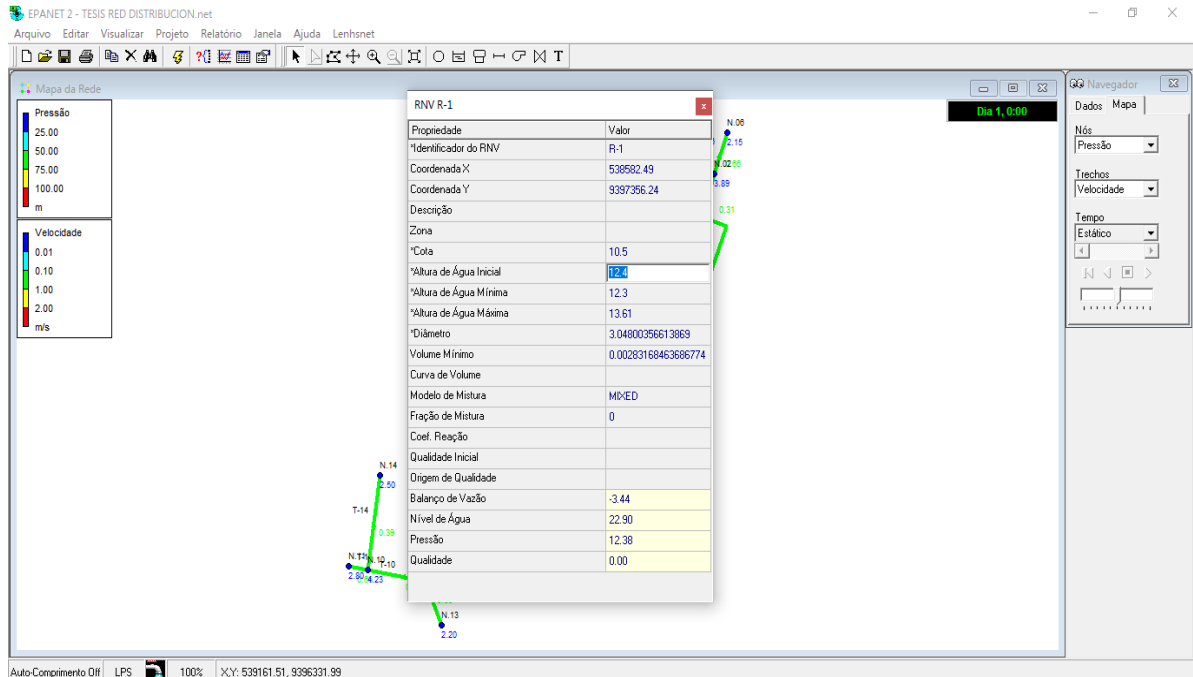 EPANET 2 - TESIS RED DISTRIBUCION.net
Arquivo Editar Visualizar Projeto Relatório Janela Ajuda Lenhsnet
T
Mapa da Rede
Pressão
25.00
50.00
75.00
100.00
m
Velocidade
0.01
0.10
1.00
2.00
m/s
Dia 1, 0:00
N.06
2.15
N.02
3.89
0.31
RNV R-1
Propriedade Valor
*Identificador do RNV R-1
Coordenada X 538582.49
Coordenada Y 9397356.24
Descrição
Zona
*Cota 10.5
*Altura de Água Inicial 12.4
*Altura de Água Mínima 12.3
*Altura de Água Máxima 13.61
*Diâmetro 3.04800356613869
Volume Mínimo 0.00283168463686774
Curva de Volume
Modelo de Mistura MIXED
Fração de Mistura 0
Coef. Reação
Qualidade Inicial
Origem de Qualidade
Balanço de Vazão -3.44
Nível de Água 22.90
Pressão 12.38
Qualidade 0.00
N.14
2.50
T-14
0.39
N.10
T-10
2.80
4.23
N.13
2.20
Navegador
Dados Mapa
Nós
Pressão
Trechos
Velocidade
Tempo
Estático
Auto-Comprimento Off LPS 100% X,Y: 539161.51, 9396331.99